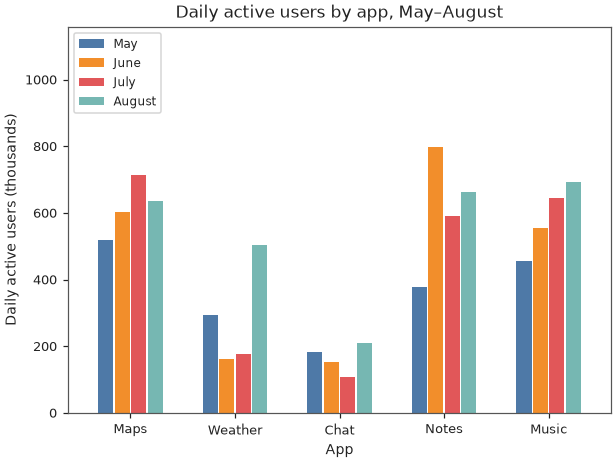 Daily active users by app, May–August
May
June
July
August
Daily active users (thousands)
1000
800
600
400
200
0
Maps Weather Chat Notes Music
App